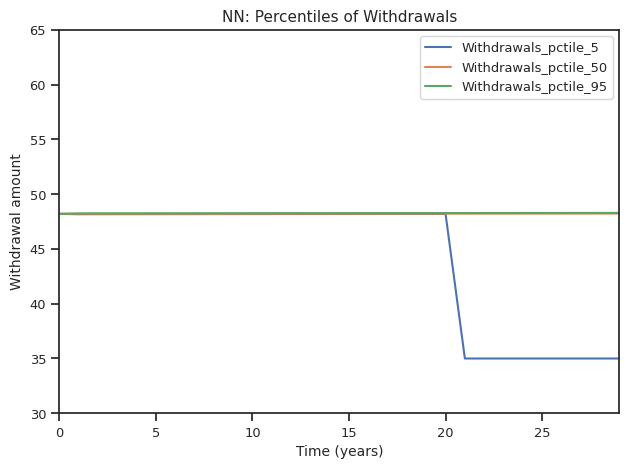 NN: Percentiles of Withdrawals
Withdrawals_pctile_5
Withdrawals_pctile_50
Withdrawals_pctile_95
Withdrawal amount
65
60
55
50
45
40
35
30
0 5 10 15 20 25
Time (years)